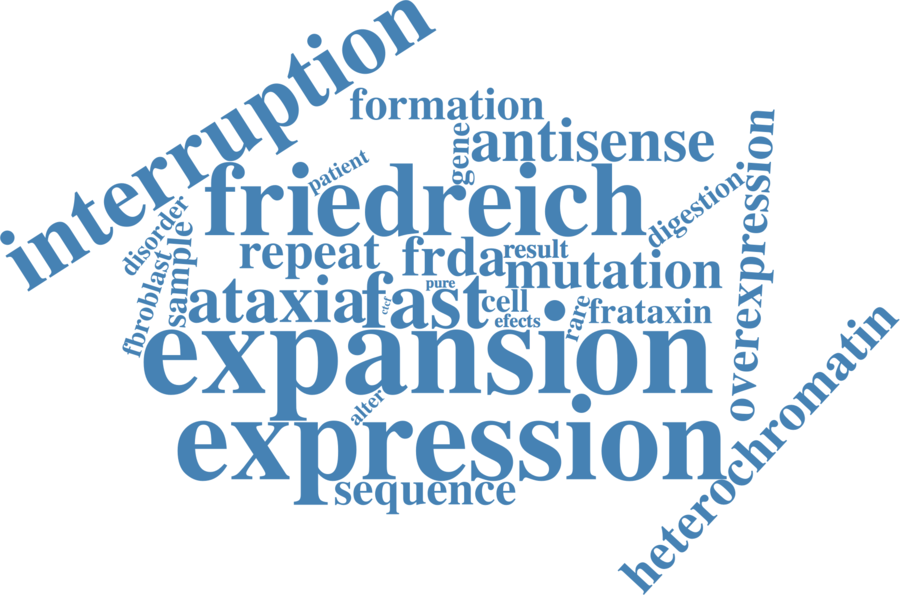 interruption
formation
gene
antisense
patient
friedreich
overexpression
digestion
disorder
sample
fbroblast
repeat
frda
result
mutation
ataxia
fast
pure
ctcf
cell
efects
rare
frataxin
expansion
heterochromatin
alter
expression
sequence